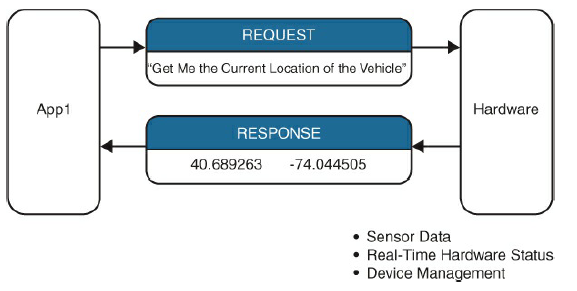 REQUEST
"Get Me the Current Location of the Vehicle"
App1
Hardware
RESPONSE
40.689263 -74.044505
• Sensor Data
• Real-Time Hardware Status
• Device Management